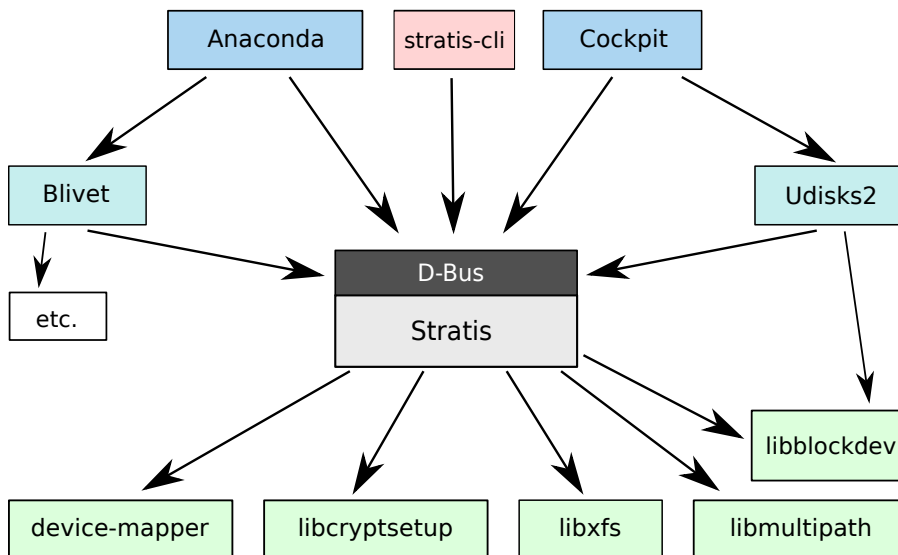 Anaconda
stratis-cli
Cockpit
Blivet
Udisks2
D-Bus
etc.
Stratis
libblockdev
device-mapper
libcryptsetup
libxfs
libmultipath